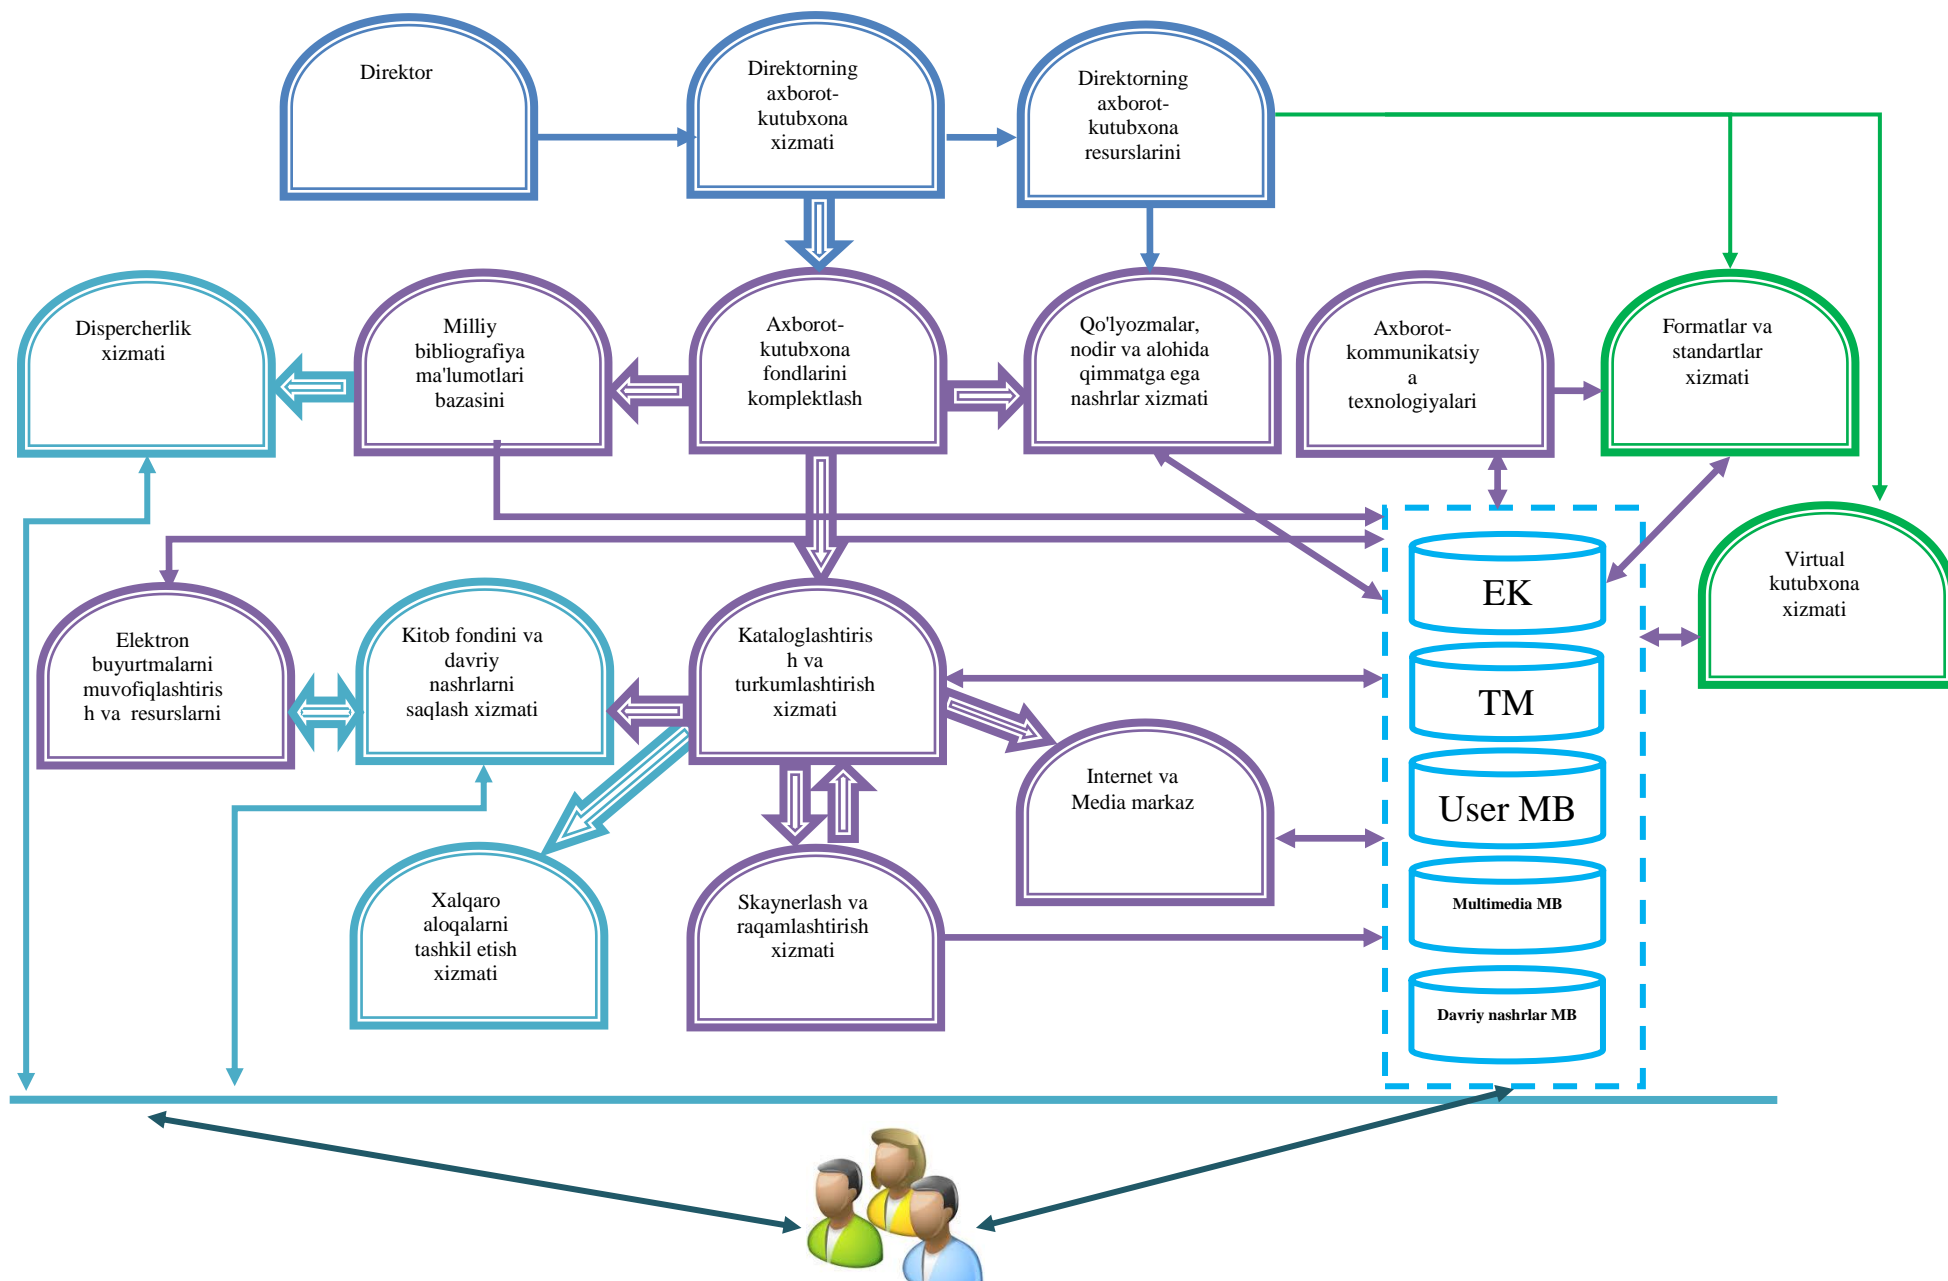 Direktor
Direktorning
axborot-
kutubxona
xizmati
Direktorning
axborot-
kutubxona
resurslarini
Dispercherlik
xizmati
Milliy
bibliografiya
ma'lumotlari
bazasini
Axborot-
kutubxona
fondlarini
komplektlash
Qo'lyozmalar,
nodir va alohida
qimmatga ega
nashrlar xizmati
Axborot-
kommunikatsiy
a
texnologiyalari
Formatlar va
standartlar
xizmati
Virtual
kutubxona
xizmati
Elektron
buyurtmalarni
muvofiqlashtiris
h va resurslarni
Kitob fondini va
davriy
nashrlarni
saqlash xizmati
Kataloglashtiris
h va
turkumlashtirish
xizmati
Internet va
Media markaz
Xalqaro
aloqalarni
tashkil etish
xizmati
Skaynerlash va
raqamlashtirish
xizmati
EK
TM
User MB
Multimedia MB
Davriy nashrlar MB